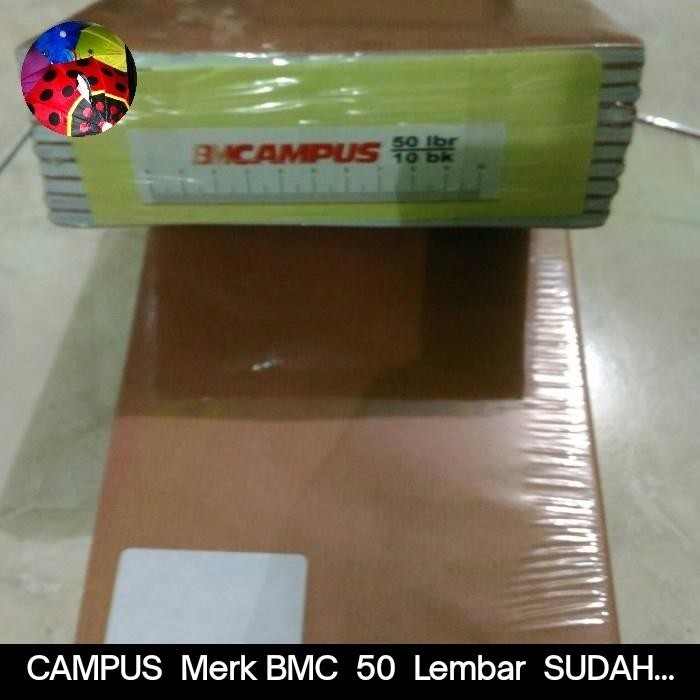 BMCAMPUS 50 lbr
10 bk
CAMPUS Merk BMC 50 Lembar SUDAH...